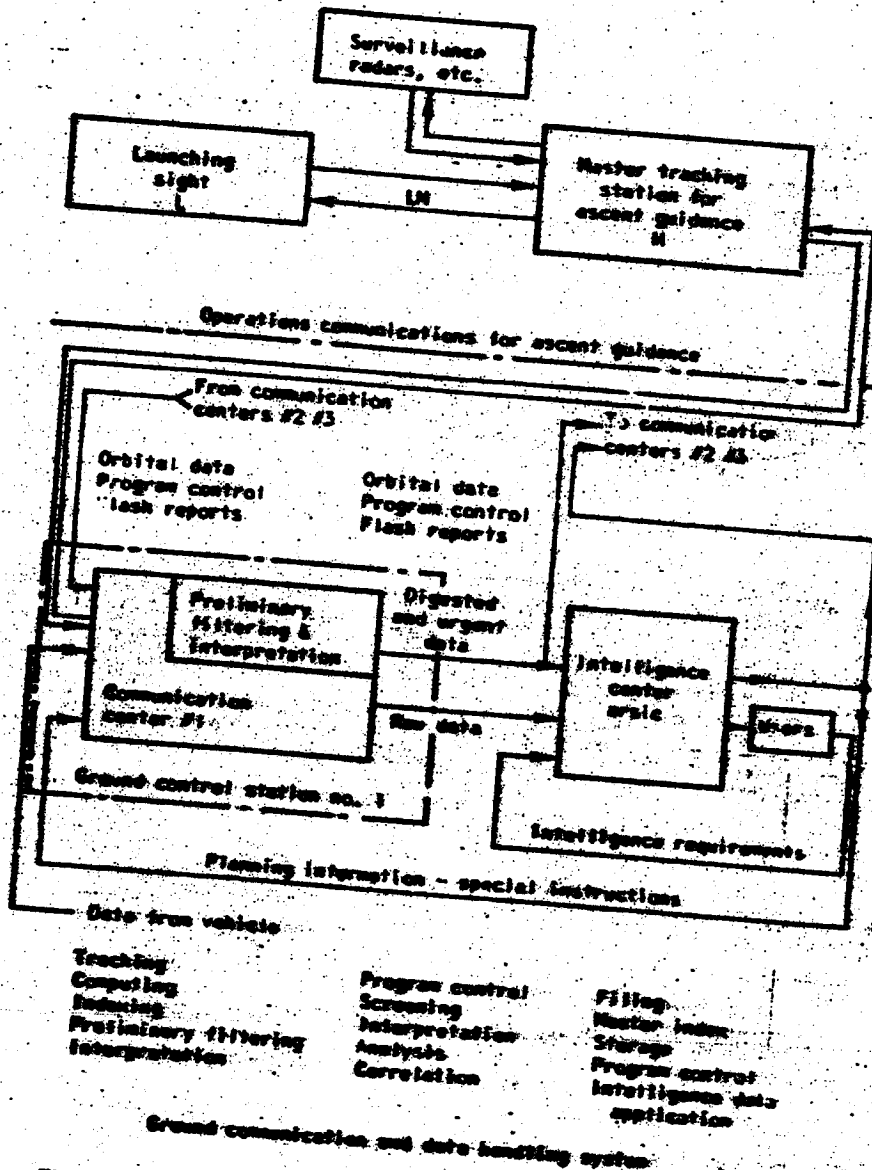 Surveillance
radars, etc.
Launching
sight
L
LM
Master tracking
station for
ascent guidance
M
Operations communications for ascent guidance
From communication
centers #2 #3
To communication
centers #2 #3
Orbital data
Program control
lash reports
Orbital data
Program control
Flash reports
Preliminary
filtering &
interpretation
Digested
and urgent
data
Communication
center #1
Raw data
Intelligence
center
Users
Ground control station no. 1
Intelligence requirements
Planning information - special instructions
Data from vehicle
Tracking
Computing
Indexing
Preliminary filtering
Interpretation
Program control
Screening
Interpretation
Analysis
Correlation
Filing
Master index
Storage
Program control
Intelligence data
application
Ground communication and data handling system